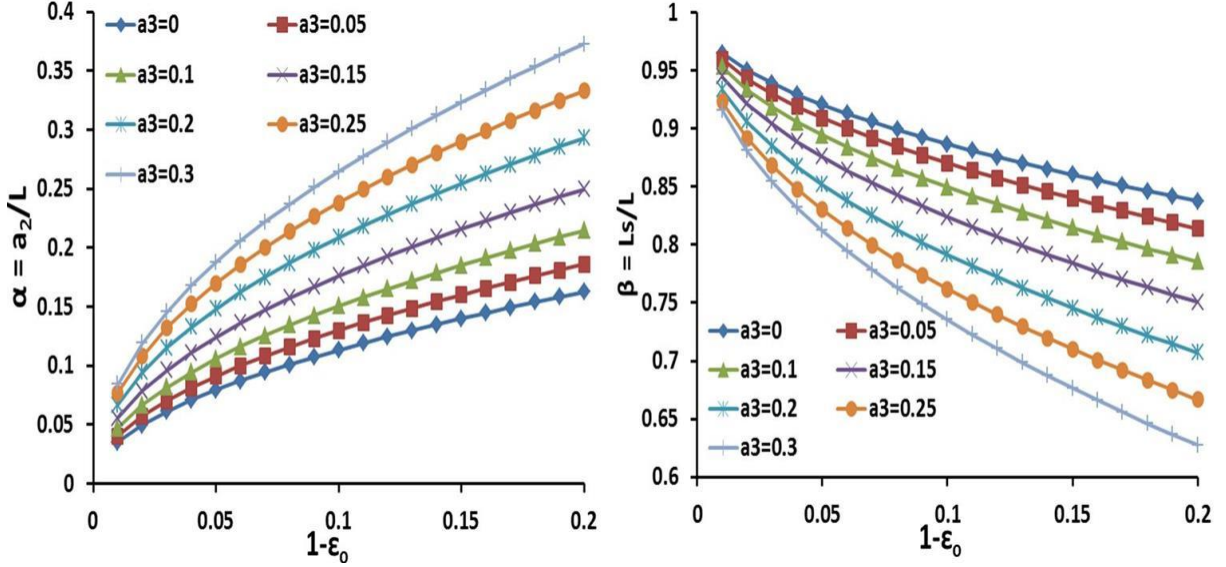 0.4
0.35
0.3
0.25
0.2
0.15
0.1
0.05
0
α = a₂/L
a3=0
a3=0.05
a3=0.1
a3=0.15
a3=0.2
a3=0.25
a3=0.3
0 0.05 0.1 0.15 0.2
1-ε₀
1
0.95
0.9
0.85
0.8
0.75
0.7
0.65
0.6
β = Ls/L
a3=0
a3=0.05
a3=0.1
a3=0.15
a3=0.2
a3=0.25
a3=0.3
0 0.05 0.1 0.15 0.2
1-ε₀